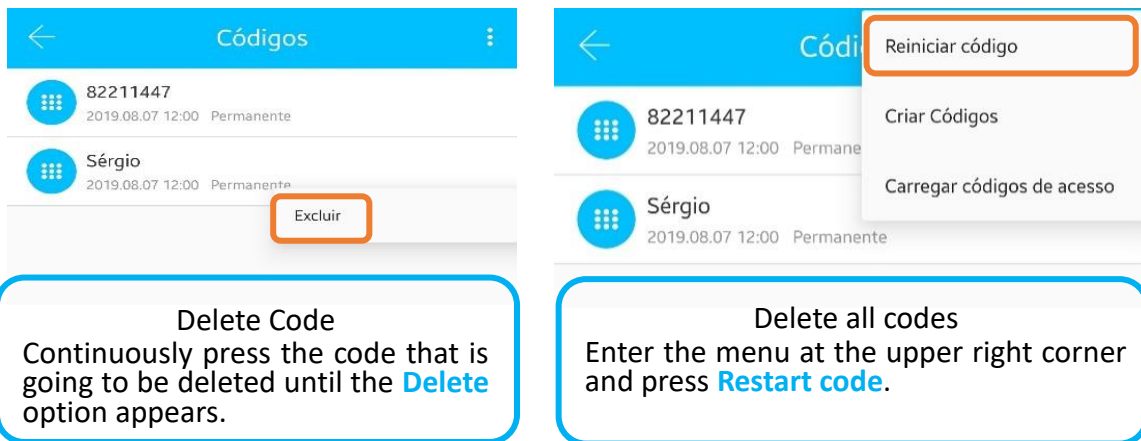 Códigos
82211447
2019.08.07 12:00 Permanente
Sérgio
2019.08.07 12:00 Permanente
Excluir
Delete Code
Continuously press the code that is
going to be deleted until the Delete
option appears.
Códi
Reiniciar código
Criar Códigos
Carregar códigos de acesso
82211447
2019.08.07 12:00 Permane
Sérgio
2019.08.07 12:00 Permanente
Delete all codes
Enter the menu at the upper right corner
and press Restart code.